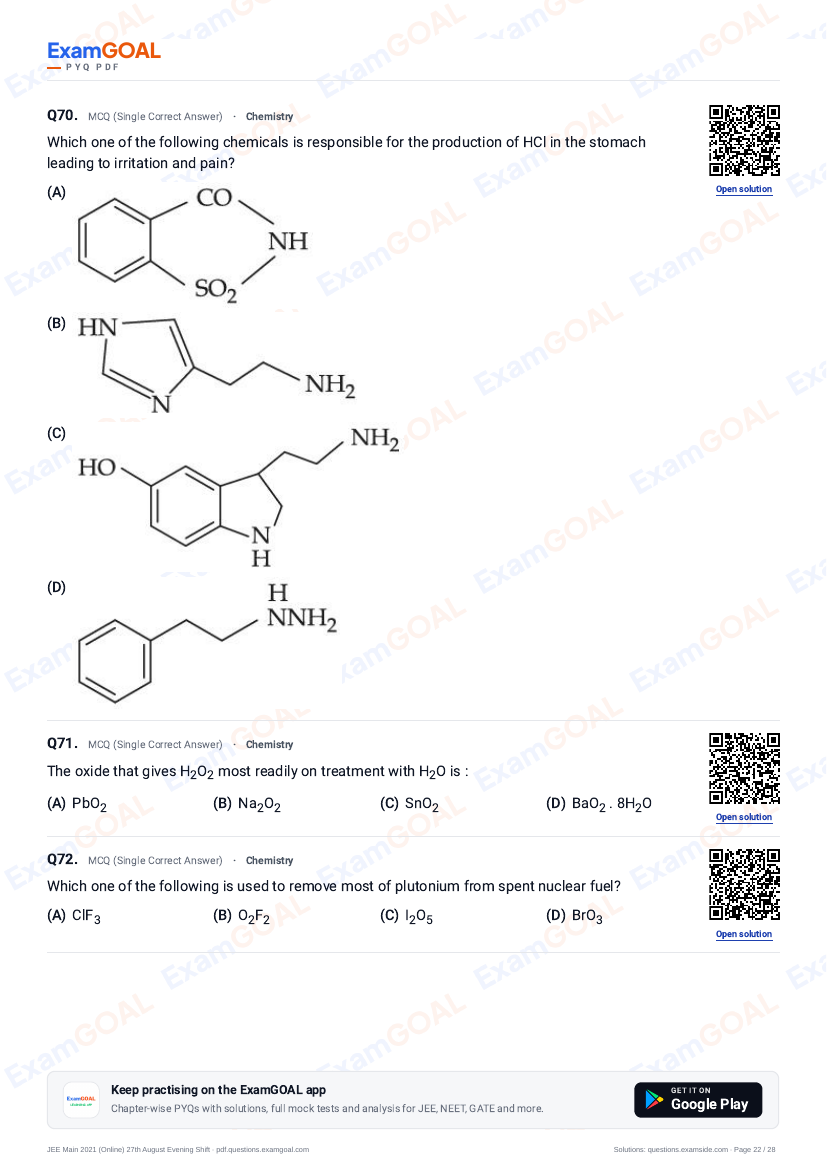 ExamGOAL
PYQ PDF
Q70. MCQ (Single Correct Answer) · Chemistry
Which one of the following chemicals is responsible for the production of HCl in the stomach
leading to irritation and pain?
Open solution
(A)
CO
NH
SO₂
(B)
HN
N
NH₂
(C)
HO
NH₂
N
H
(D)
H
NNH₂
Q71. MCQ (Single Correct Answer) · Chemistry
The oxide that gives H₂O₂ most readily on treatment with H₂O is :
(A) PbO₂ (B) Na₂O₂ (C) SnO₂ (D) BaO₂ . 8H₂O
Open solution
Q72. MCQ (Single Correct Answer) · Chemistry
Which one of the following is used to remove most of plutonium from spent nuclear fuel?
(A) ClF₃ (B) O₂F₂ (C) I₂O₅ (D) BrO₃
Open solution
Keep practising on the ExamGOAL app
Chapter-wise PYQs with solutions, full mock tests and analysis for JEE, NEET, GATE and more.
GET IT ON
Google Play
JEE Main 2021 (Online) 27th August Evening Shift · pdf.questions.examgoal.com
Solutions: questions.examside.com · Page 22 / 28